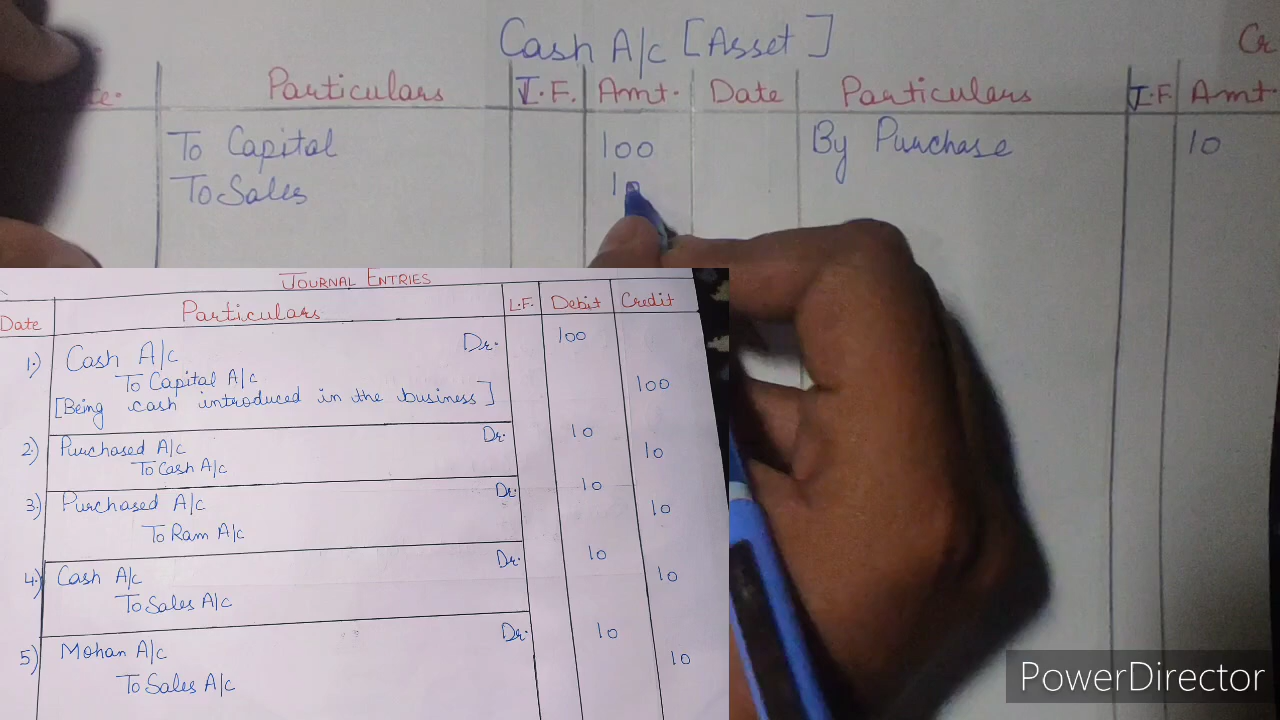 Cash A/c [Asset]
Cr
Particulars I.F. Amt. Date Particulars I.F Amt.
To Capital 100 By Purchase 10
To Sales 10
JOURNAL ENTRIES
Date Particulars L.F. Debit Credit
1.) Cash A/c Dr. 100
To Capital A/c 100
[Being cash introduced in the business]
2.) Purchased A/c Dr. 10
To Cash A/c 10
3.) Purchased A/c Dr. 10
To Ram A/c 10
4.) Cash A/c Dr. 10
To Sales A/c 10
5) Mohan A/c Dr. 10
To Sales A/c 10
PowerDirector